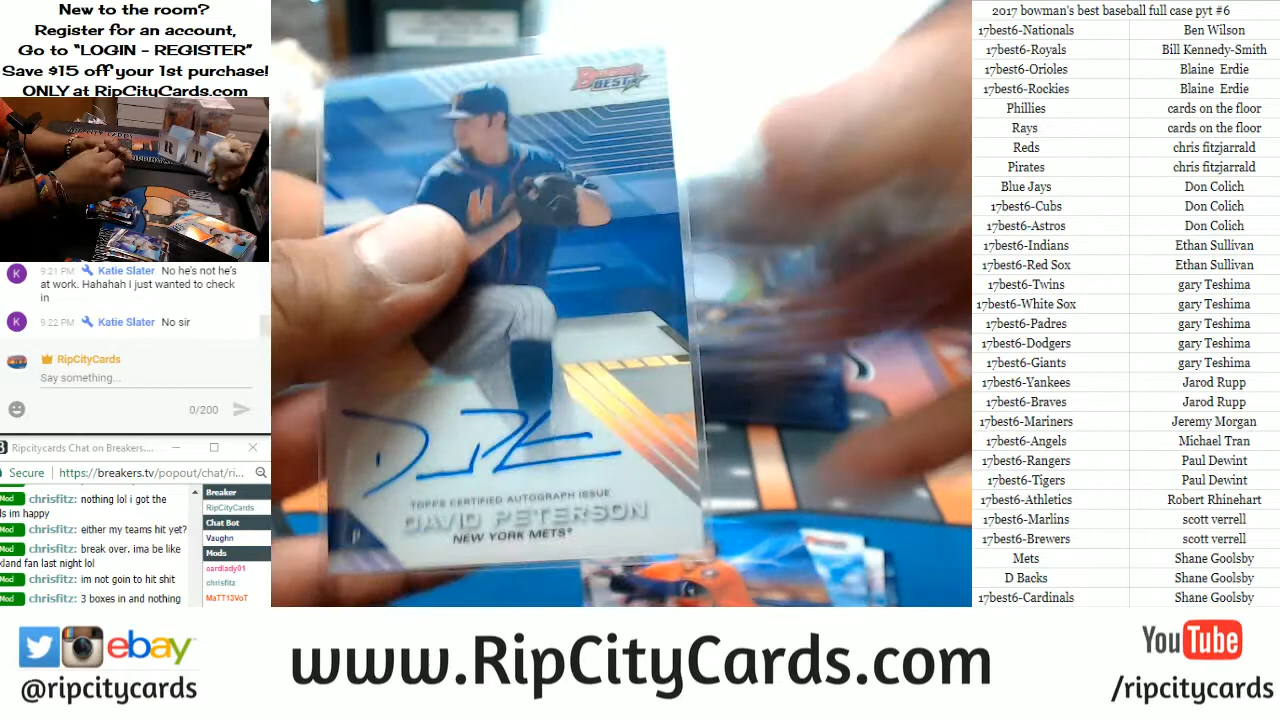 New to the room?
Register for an account,
Go to “LOGIN - REGISTER”
Save $15 off your 1st purchase!
ONLY at RipCityCards.com
R T
K 9:21 PM Katie Slater No he's not he's
at work. Hahahah I just wanted to check
in
K 9:22 PM Katie Slater No sir
RipCityCards
Say something...
0/200
Ripcitycards Chat on Breakers....
Secure https://breakers.tv/popout/chat/ri...
Mod chrisfitz: nothing lol i got the
ls im happy
Mod chrisfitz: either my teams hit yet?
Mod chrisfitz: break over. ima be like
kland fan last night lol
Mod chrisfitz: im not goin to hit shit
Mod chrisfitz: 3 boxes in and nothing
Breaker
RipCityCards
Chat Bot
Vaughn
Mods
cardlady01
chrisfitz
MaTT13VoT
BEST
M
TOPPS CERTIFIED AUTOGRAPH ISSUE
DAVID PETERSON
NEW YORK METS
P
2017 bowman's best baseball full case pyt #6
17best6-Nationals Ben Wilson
17best6-Royals Bill Kennedy-Smith
17best6-Orioles Blaine Erdie
17best6-Rockies Blaine Erdie
Phillies cards on the floor
Rays cards on the floor
Reds chris fitzjarrald
Pirates chris fitzjarrald
Blue Jays Don Colich
17best6-Cubs Don Colich
17best6-Astros Don Colich
17best6-Indians Ethan Sullivan
17best6-Red Sox Ethan Sullivan
17best6-Twins gary Teshima
17best6-White Sox gary Teshima
17best6-Padres gary Teshima
17best6-Dodgers gary Teshima
17best6-Giants gary Teshima
17best6-Yankees Jarod Rupp
17best6-Braves Jarod Rupp
17best6-Mariners Jeremy Morgan
17best6-Angels Michael Tran
17best6-Rangers Paul Dewint
17best6-Tigers Paul Dewint
17best6-Athletics Robert Rhinehart
17best6-Marlins scott verrell
17best6-Brewers scott verrell
Mets Shane Goolsby
D Backs Shane Goolsby
17best6-Cardinals Shane Goolsby
ebay
@ripcitycards
www.RipCityCards.com
YouTube
/ripcitycards